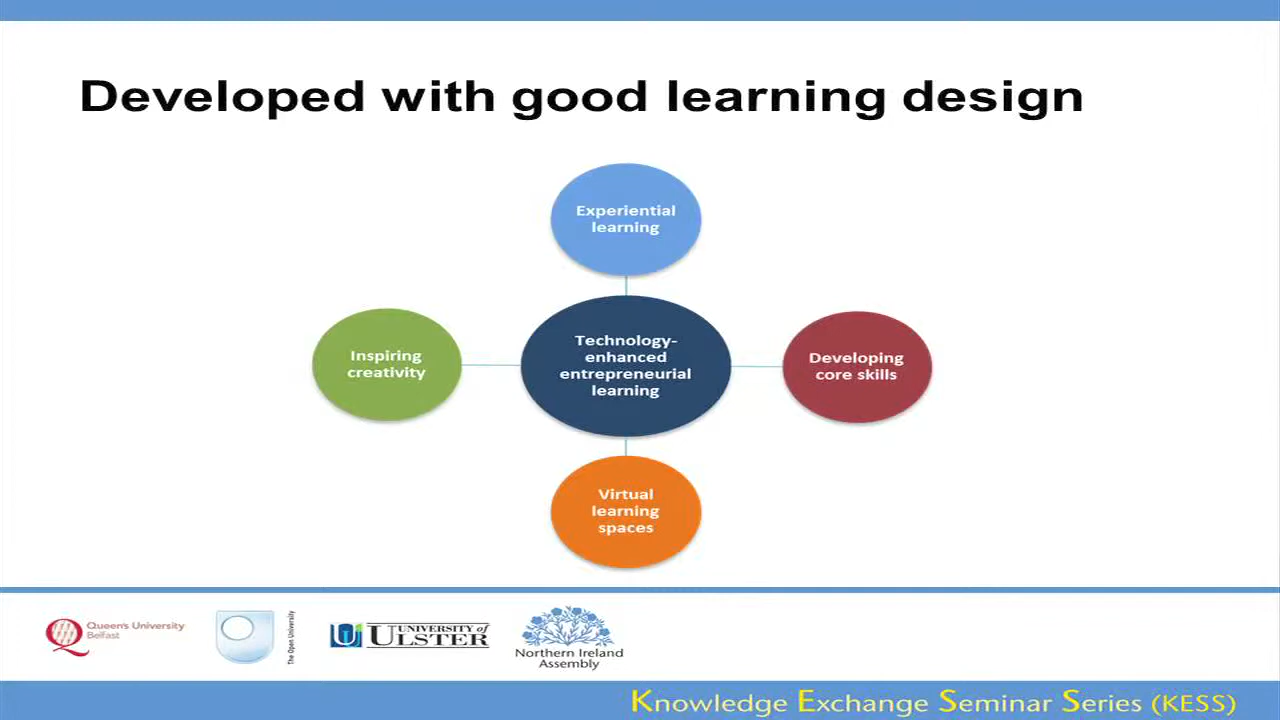 Developed with good learning design
Experiential
learning
Inspiring
creativity
Technology-
enhanced
entrepreneurial
learning
Developing
core skills
Virtual
learning
spaces
Queen's University
Belfast
The Open University
UNIVERSITY of
ULSTER
Northern Ireland
Assembly
Knowledge Exchange Seminar Series (KESS)